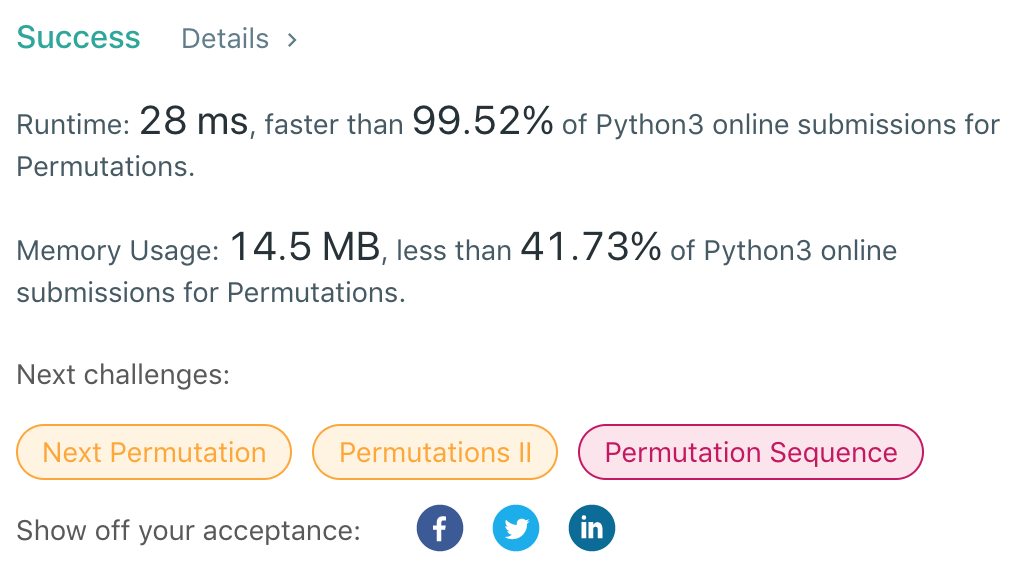 Success Details >
Runtime: 28 ms, faster than 99.52% of Python3 online submissions for
Permutations.
Memory Usage: 14.5 MB, less than 41.73% of Python3 online
submissions for Permutations.
Next challenges:
Next Permutation Permutations II Permutation Sequence
Show off your acceptance: f in